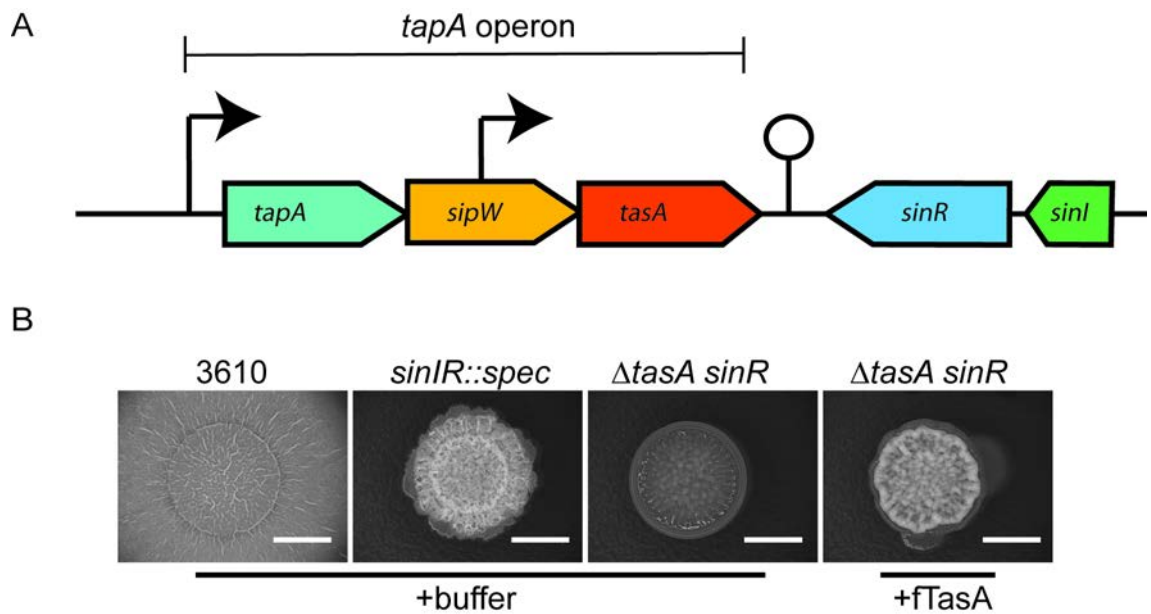 A
tapA operon
tapA sipW tasA sinR sinI
B
3610 sinIR::spec ΔtasA sinR ΔtasA sinR
+buffer +fTasA